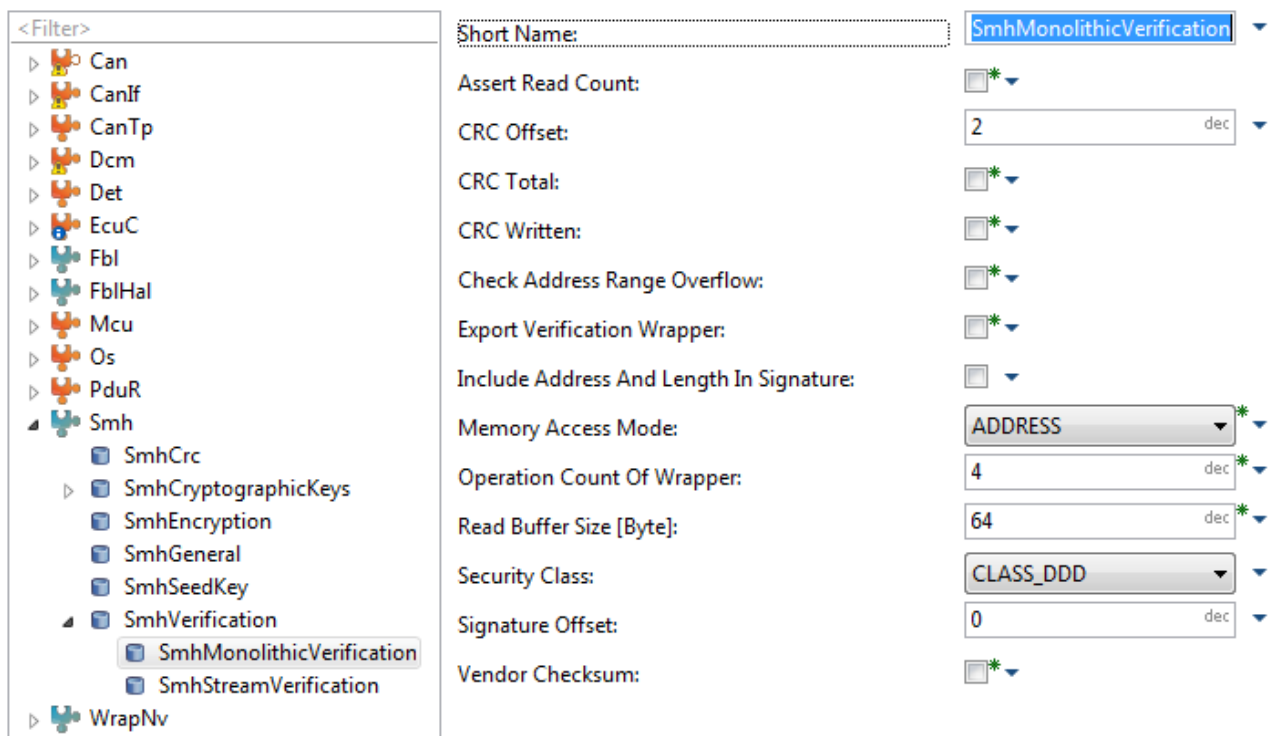 <Filter>
Can
CanIf
CanTp
Dcm
Det
EcuC
Fbl
FblHal
Mcu
Os
PduR
Smh
SmhCrc
SmhCryptographicKeys
SmhEncryption
SmhGeneral
SmhSeedKey
SmhVerification
SmhMonolithicVerification
SmhStreamVerification
WrapNv
Short Name: SmhMonolithicVerification
Assert Read Count:
CRC Offset: 2 dec
CRC Total:
CRC Written:
Check Address Range Overflow:
Export Verification Wrapper:
Include Address And Length In Signature:
Memory Access Mode: ADDRESS
Operation Count Of Wrapper: 4 dec
Read Buffer Size [Byte]: 64 dec
Security Class: CLASS_DDD
Signature Offset: 0 dec
Vendor Checksum: